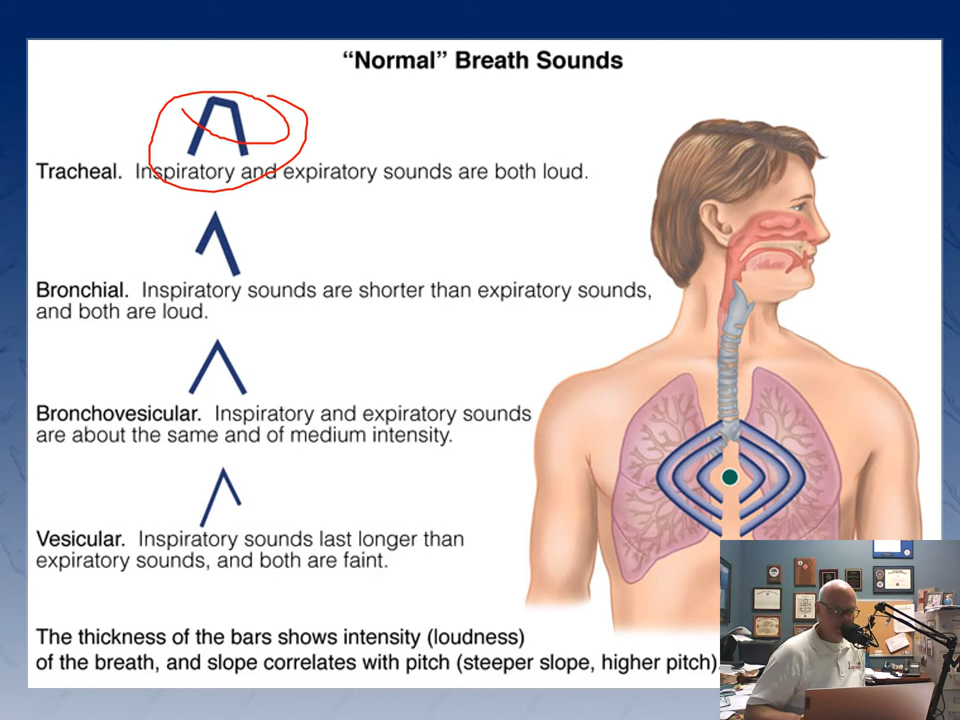 “Normal” Breath Sounds
Tracheal. Inspiratory and expiratory sounds are both loud.
Bronchial. Inspiratory sounds are shorter than expiratory sounds,
and both are loud.
Bronchovesicular. Inspiratory and expiratory sounds
are about the same and of medium intensity.
Vesicular. Inspiratory sounds last longer than
expiratory sounds, and both are faint.
The thickness of the bars shows intensity (loudness)
of the breath, and slope correlates with pitch (steeper slope, higher pitch).